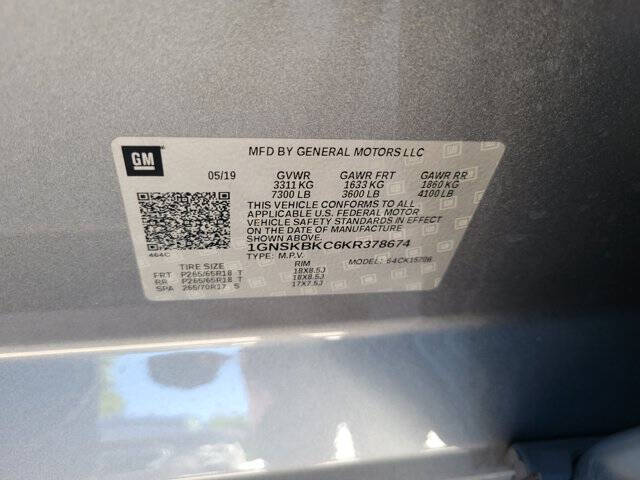 GM
MFD BY GENERAL MOTORS LLC
05/19 GVWR GAWR FRT GAWR RR
3311 KG 1633 KG 1860 KG
7300 LB 3600 LB 4100 LB
THIS VEHICLE CONFORMS TO ALL
APPLICABLE U.S. FEDERAL MOTOR
VEHICLE SAFETY STANDARDS IN EFFECT
ON THE DATE OF MANUFACTURE.
1GNSKBKC6KR378674
464C
TYPE: M.P.V. MODEL:
TIRE SIZE RIM
FRT P265/65R18 T 18X8.5J
RR P265/65R18 T 18X8.5J
SPA 265/70R17 S 17X7.5J